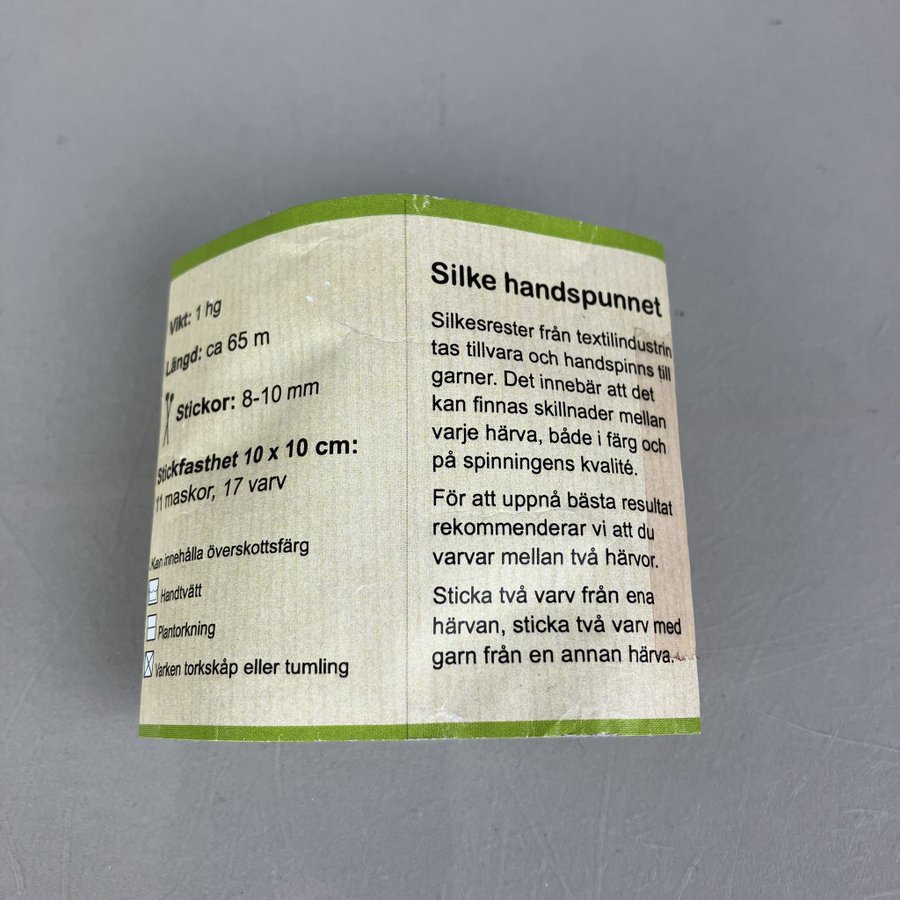 Vikt: 1 hg
Längd: ca 65 m
Stickor: 8-10 mm
Stickfasthet 10 x 10 cm:
11 maskor, 17 varv
Kan innehålla överskottsfärg
Handtvätt
Plantorkning
Varken torkskåp eller tumling
Silke handspunnet
Silkesrester från textilindustrin
tas tillvara och handspinns till
garner. Det innebär att det
kan finnas skillnader mellan
varje härva, både i färg och
på spinningens kvalité.
För att uppnå bästa resultat
rekommenderar vi att du
varvar mellan två härvor.
Sticka två varv från ena
härvan, sticka två varv med
garn från en annan härva.